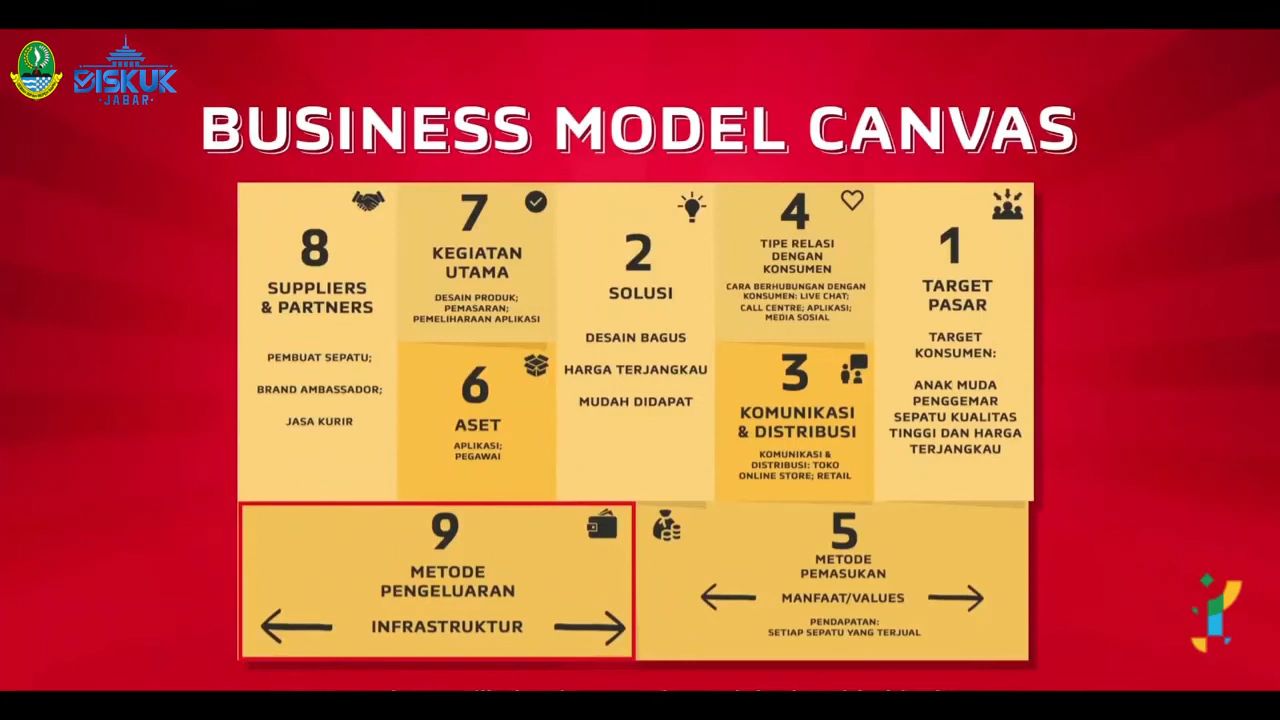 DISKUK
JABAR
BUSINESS MODEL CANVAS
8
SUPPLIERS
& PARTNERS
PEMBUAT SEPATU;
BRAND AMBASSADOR;
JASA KURIR
7
KEGIATAN
UTAMA
DESAIN PRODUK;
PEMASARAN;
PEMELIHARAAN APLIKASI
6
ASET
APLIKASI;
PEGAWAI
2
SOLUSI
DESAIN BAGUS
HARGA TERJANGKAU
MUDAH DIDAPAT
4
TIPE RELASI
DENGAN
KONSUMEN
CARA BERHUBUNGAN DENGAN
KONSUMEN: LIVE CHAT;
CALL CENTRE; APLIKASI;
MEDIA SOSIAL
3
KOMUNIKASI
& DISTRIBUSI
KOMUNIKASI &
DISTRIBUSI: TOKO
ONLINE STORE; RETAIL
1
TARGET
PASAR
TARGET
KONSUMEN:
ANAK MUDA
PENGGEMAR
SEPATU KUALITAS
TINGGI DAN HARGA
TERJANGKAU
9
METODE
PENGELUARAN
INFRASTRUKTUR
5
METODE
PEMASUKAN
MANFAAT/VALUES
PENDAPATAN:
SETIAP SEPATU YANG TERJUAL